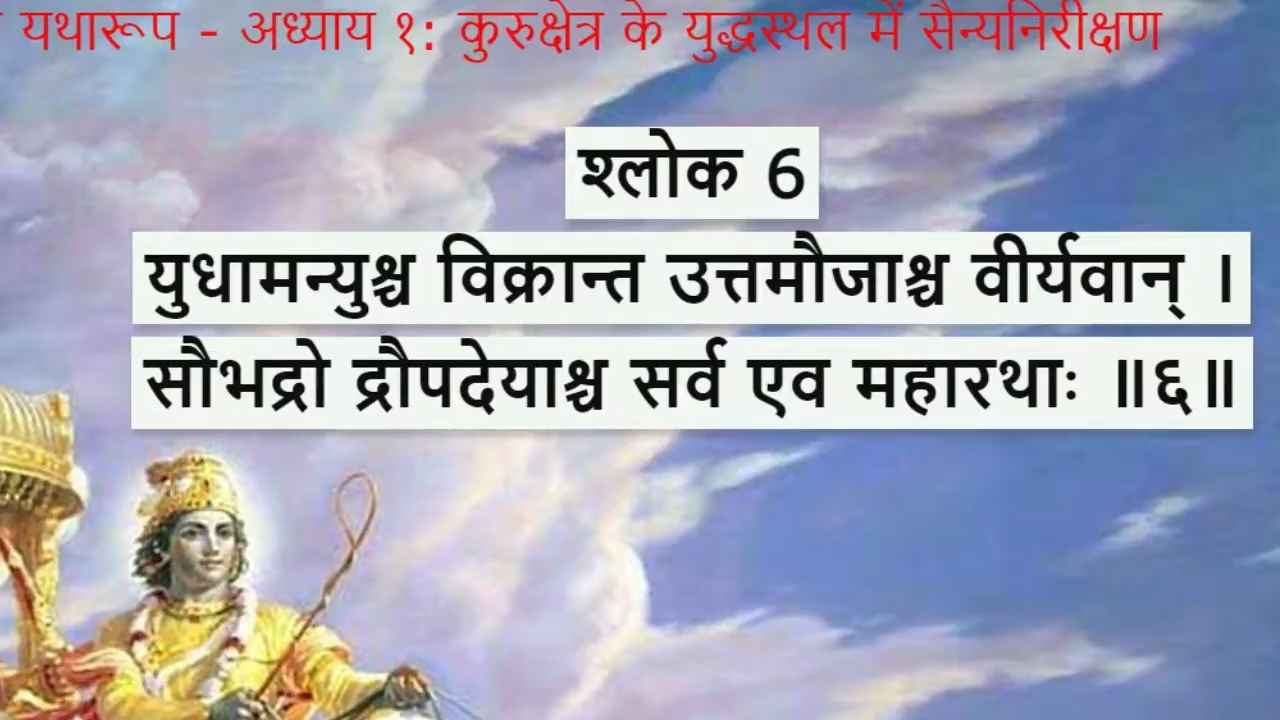 यथारूप - अध्याय १: कुरुक्षेत्र के युद्धस्थल में सैन्यनिरीक्षण
श्लोक 6
युधामन्युश्च विक्रान्त उत्तमौजाश्च वीर्यवान् ।
सौभद्रो द्रौपदेयाश्च सर्व एव महारथाः ॥६॥